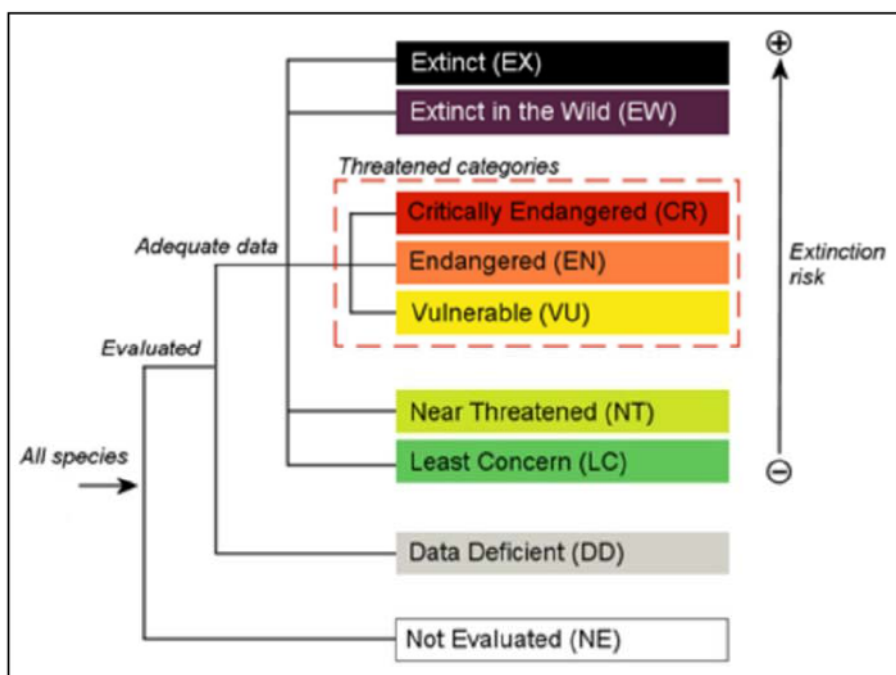 Extinct (EX)
Extinct in the Wild (EW)
Threatened categories
Critically Endangered (CR)
Adequate data
Endangered (EN)
Extinction
risk
Vulnerable (VU)
Evaluated
Near Threatened (NT)
All species
Least Concern (LC)
Data Deficient (DD)
Not Evaluated (NE)